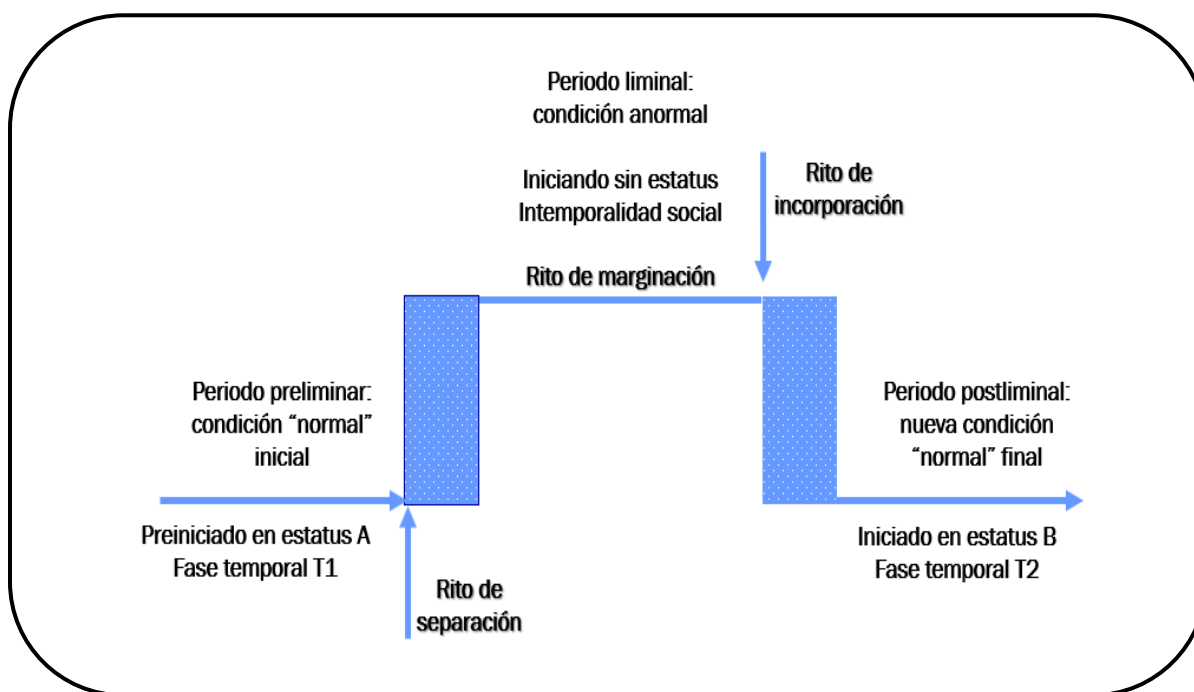 Periodo liminal:
condición anormal
Iniciando sin estatus
Intemporalidad social
Rito de
incorporación
Rito de marginación
Periodo preliminar:
condición “normal”
inicial
Periodo postliminal:
nueva condición
“normal” final
Preiniciado en estatus A
Fase temporal T1
Iniciado en estatus B
Fase temporal T2
Rito de
separación